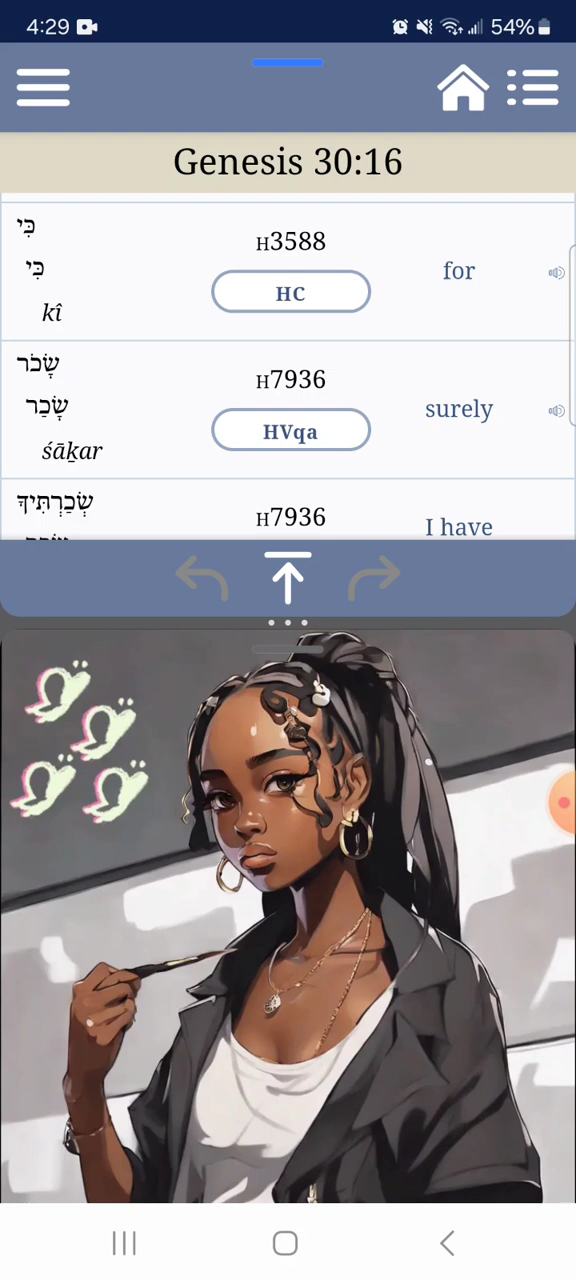 4:29
54%
Genesis 30:16
כִּי
כִּי
kî
H3588
HC
for
שָׂכֹר
שָׂכַר
śāḵar
H7936
HVqa
surely
שְׂכַרְתִּיךָ
H7936
I have